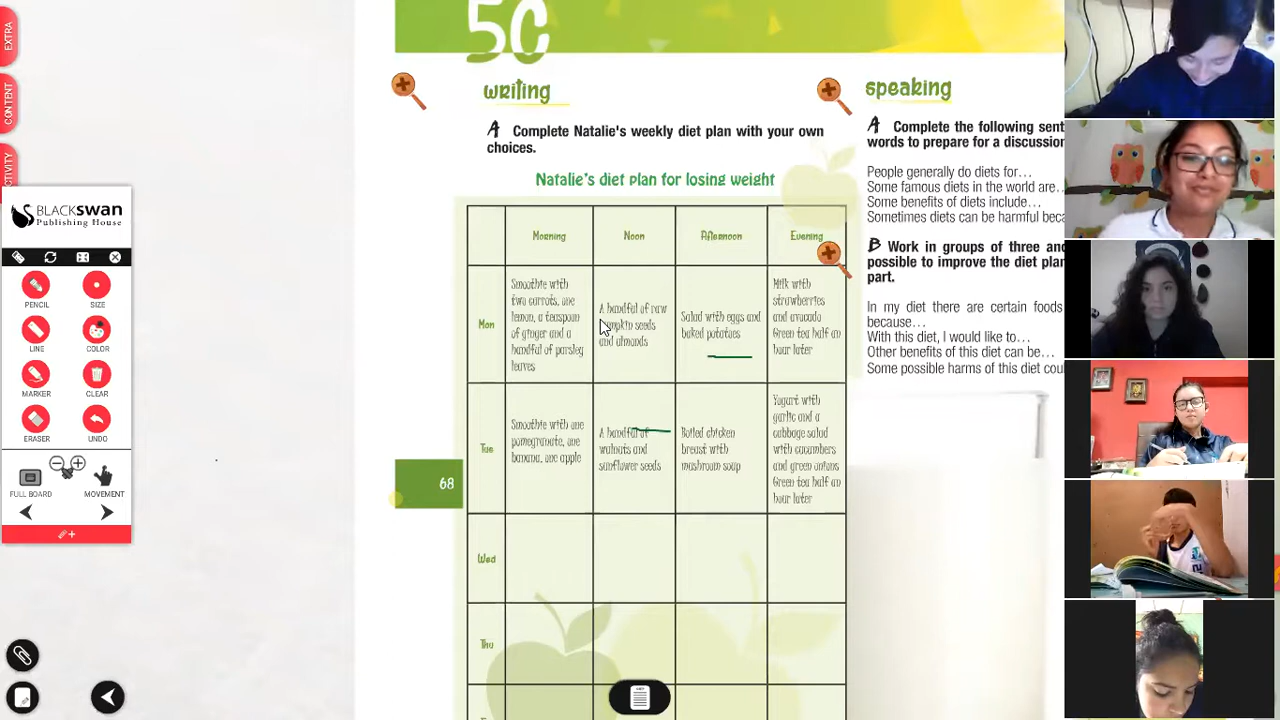 EXTRA
CONTENT
CTIVITY
BLACKSWAN
Publishing House
PENCIL
SIZE
LINE
COLOR
MARKER
CLEAR
ERASER
UNDO
FULL BOARD
MOVEMENT
5C
writing
A Complete Natalie's weekly diet plan with your own
choices.
Natalie's diet plan for losing weight
Morning
Noon
Afternoon
Evening
Mon
Smoothie with
two carrots, one
lemon, a teaspoon
of ginger and a
handful of parsley
leaves
A handful of raw
pumpkin seeds
and almonds
Salad with eggs and
baked potatoes
Milk with
strawberries
and avocado
Green tea half an
hour later
Tue
Smoothie with one
pomegranate, one
banana, one apple
A handful of
walnuts and
sunflower seeds
Boiled chicken
breast with
mushroom soup
Yogurt with
garlic and a
cabbage salad
with cucumbers
and green onions
Green tea half an
hour later
Wed
Thu
68
speaking
A Complete the following sent
words to prepare for a discussion
People generally do diets for...
Some famous diets in the world are...
Some benefits of diets include...
Sometimes diets can be harmful beca
B Work in groups of three and
possible to improve the diet plan
part.
In my diet there are certain foods
because...
With this diet, I would like to...
Other benefits of this diet can be...
Some possible harms of this diet coul